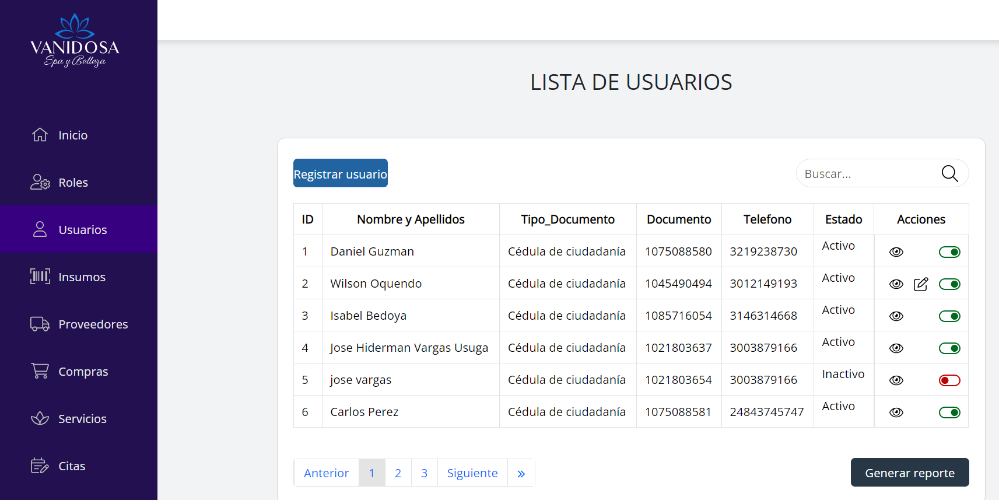 VANIDOSA
Spa y Belleza
Inicio
Roles
Usuarios
Insumos
Proveedores
Compras
Servicios
Citas
LISTA DE USUARIOS
Registrar usuario
Buscar...
ID Nombre y Apellidos Tipo_Documento Documento Telefono Estado Acciones
1 Daniel Guzman Cédula de ciudadanía 1075088580 3219238730 Activo
2 Wilson Oquendo Cédula de ciudadanía 1045490494 3012149193 Activo
3 Isabel Bedoya Cédula de ciudadanía 1085716054 3146314668 Activo
4 Jose Hiderman Vargas Usuga Cédula de ciudadanía 1021803637 3003879166 Activo
5 jose vargas Cédula de ciudadanía 1021803654 3003879166 Inactivo
6 Carlos Perez Cédula de ciudadanía 1075088581 24843745747 Activo
Anterior 1 2 3 Siguiente »
Generar reporte